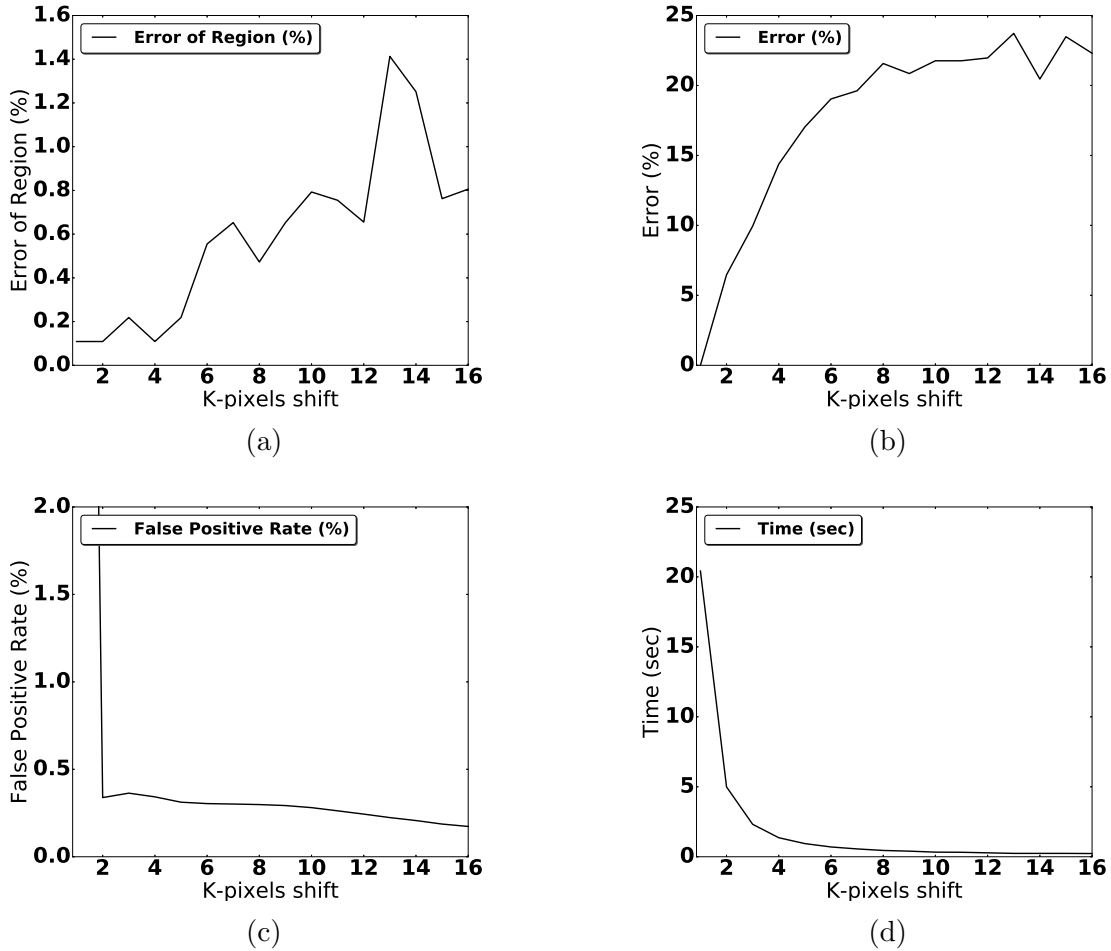 1.6
1.4
1.2
1.0
0.8
0.6
0.4
0.2
0.0
Error of Region (%)
Error of Region (%)
2 4 6 8 10 12 14 16
K-pixels shift
(a)
25
20
15
10
5
0
Error (%)
Error (%)
2 4 6 8 10 12 14 16
K-pixels shift
(b)
2.0
1.5
1.0
0.5
0.0
False Positive Rate (%)
False Positive Rate (%)
2 4 6 8 10 12 14 16
K-pixels shift
(c)
25
20
15
10
5
0
Time (sec)
Time (sec)
2 4 6 8 10 12 14 16
K-pixels shift
(d)